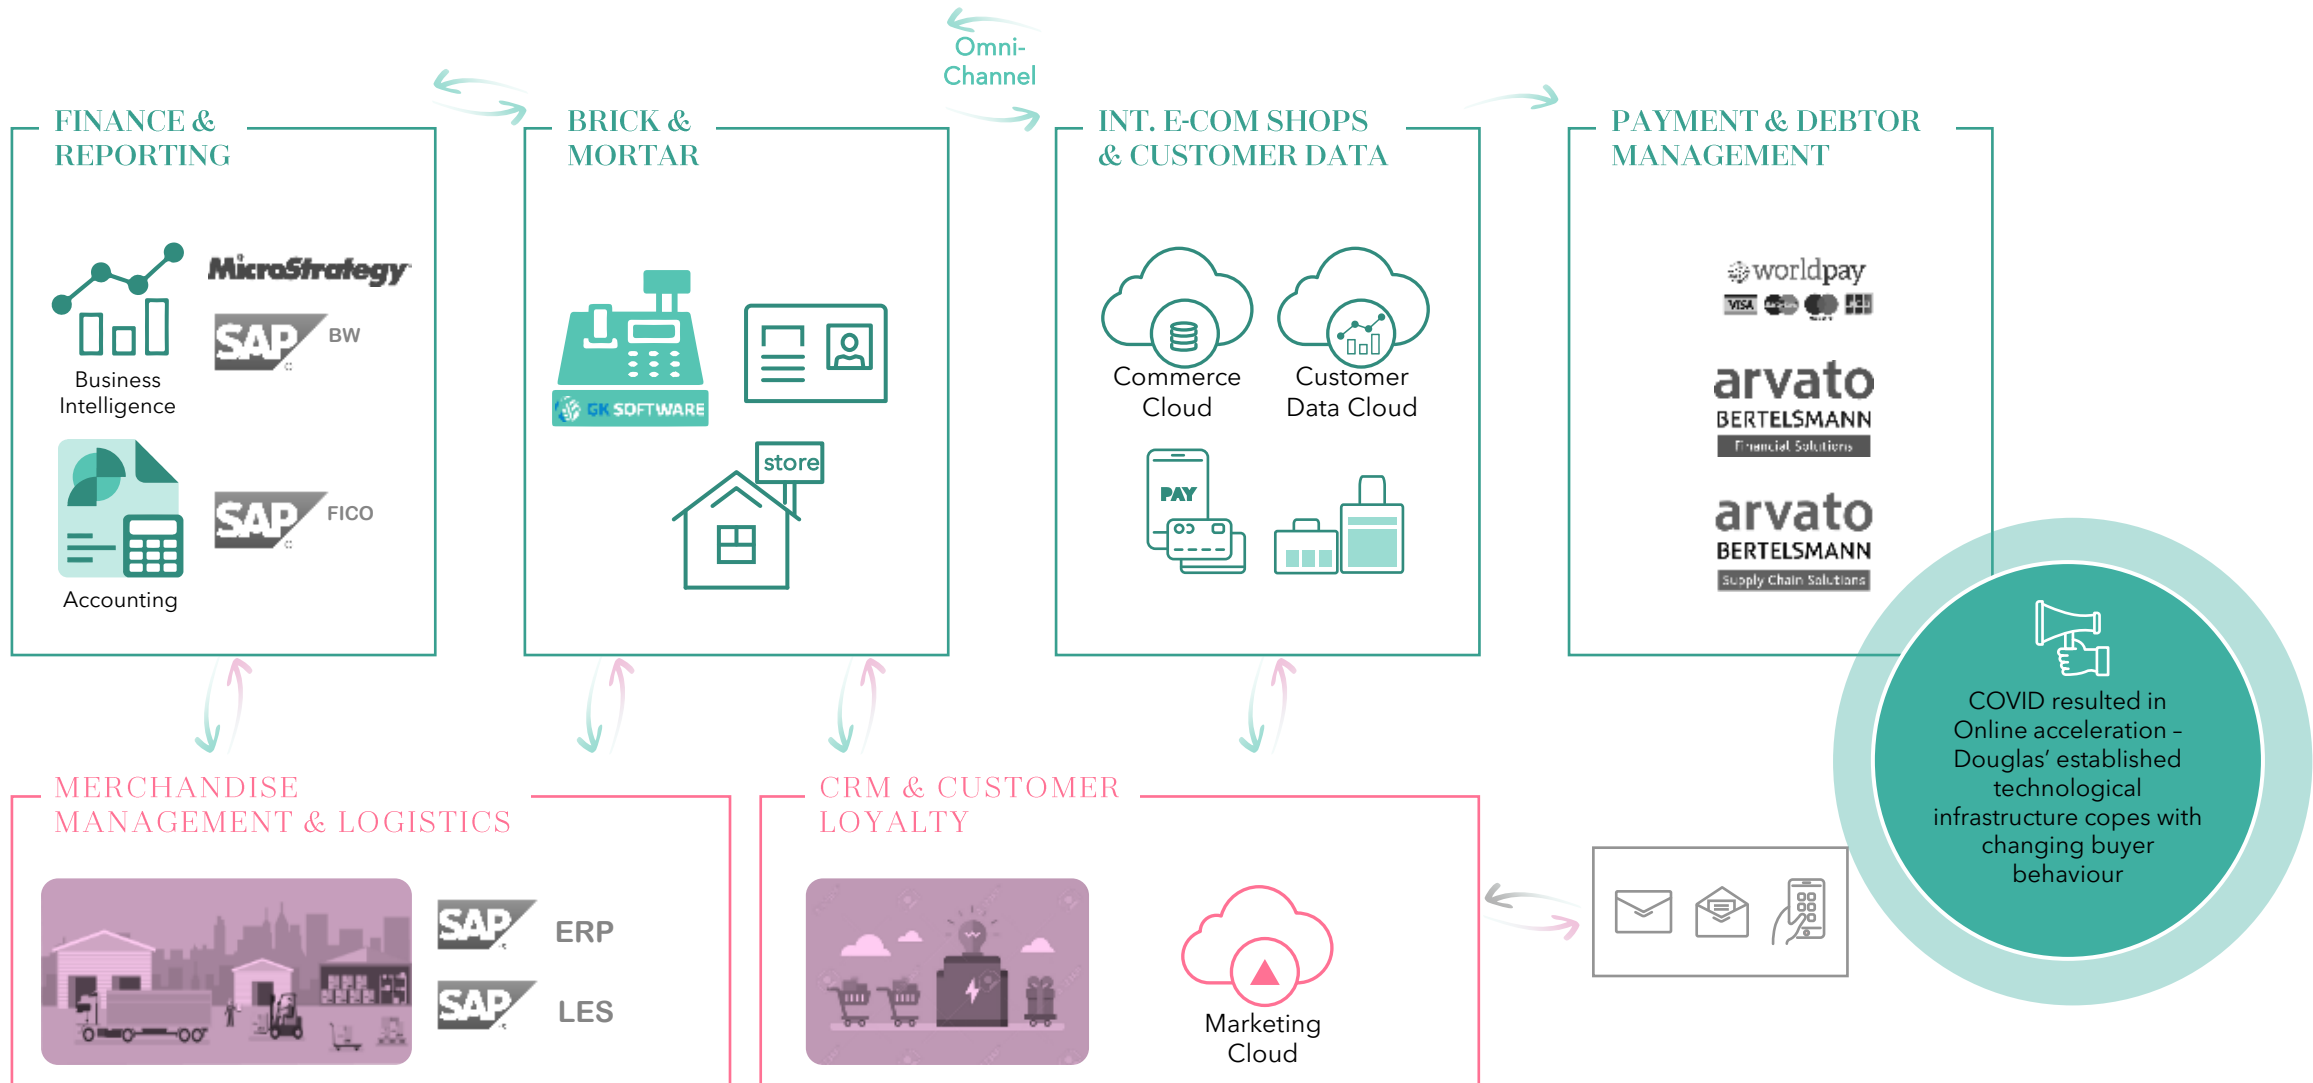 Omni-
Channel
FINANCE &
REPORTING
MicroStrategy
SAP BW
Business
Intelligence
SAP FICO
Accounting
BRICK &
MORTAR
GK SOFTWARE
store
INT. E-COM SHOPS
& CUSTOMER DATA
Commerce
Cloud
Customer
Data Cloud
PAY
PAYMENT & DEBTOR
MANAGEMENT
worldpay
VISA
arvato
BERTELSMANN
Financial Solutions
arvato
BERTELSMANN
Supply Chain Solutions
COVID resulted in
Online acceleration –
Douglas’ established
technological
infrastructure copes with
changing buyer
behaviour
MERCHANDISE
MANAGEMENT & LOGISTICS
SAP ERP
SAP LES
CRM & CUSTOMER
LOYALTY
Marketing
Cloud